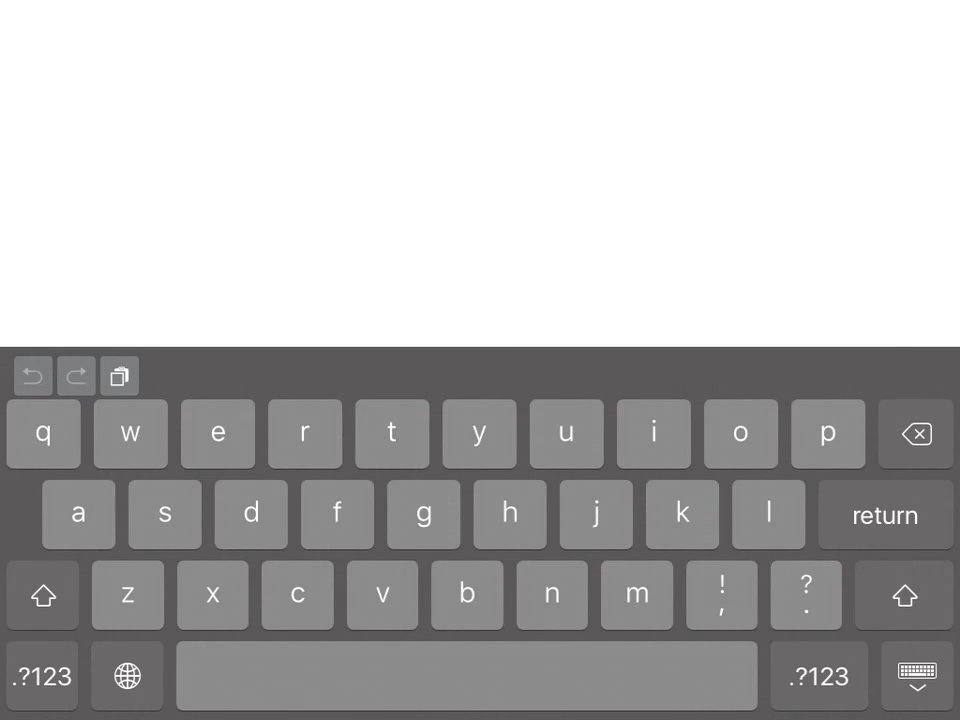 q w e r t y u i o p
a s d f g h j k l return
z x c v b n m ! , ? .
.?123 .?123